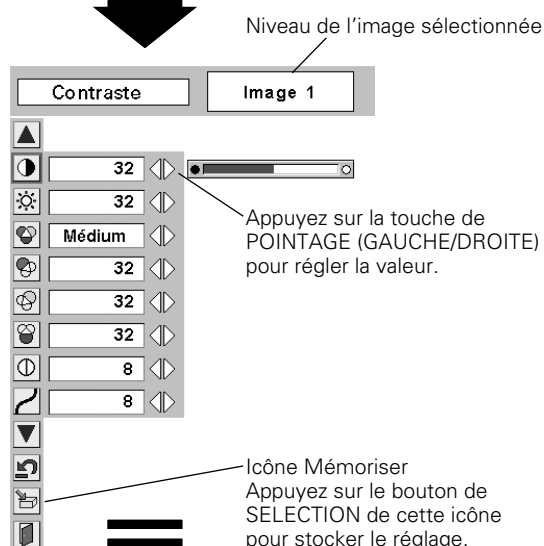 Niveau de l'image sélectionnée
Contraste
Image 1
32
32
Médium
32
32
32
8
8
Appuyez sur la touche de
POINTAGE (GAUCHE/DROITE)
pour régler la valeur.
Icône Mémoriser
Appuyez sur le bouton de
SELECTION de cette icône
pour stocker le réglage.